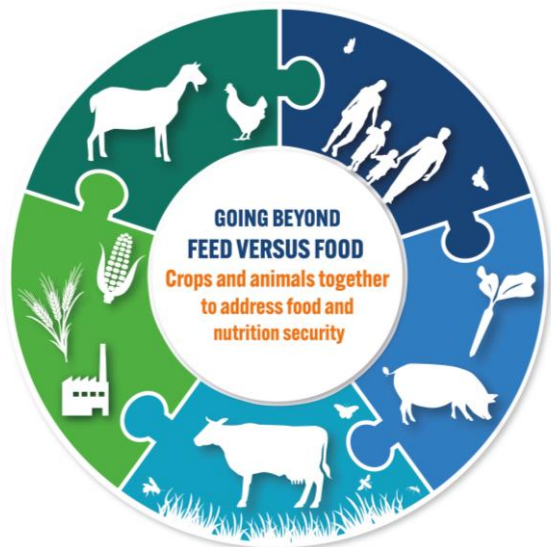 GOING BEYOND
FEED VERSUS FOOD
Crops and animals together
to address food and
nutrition security